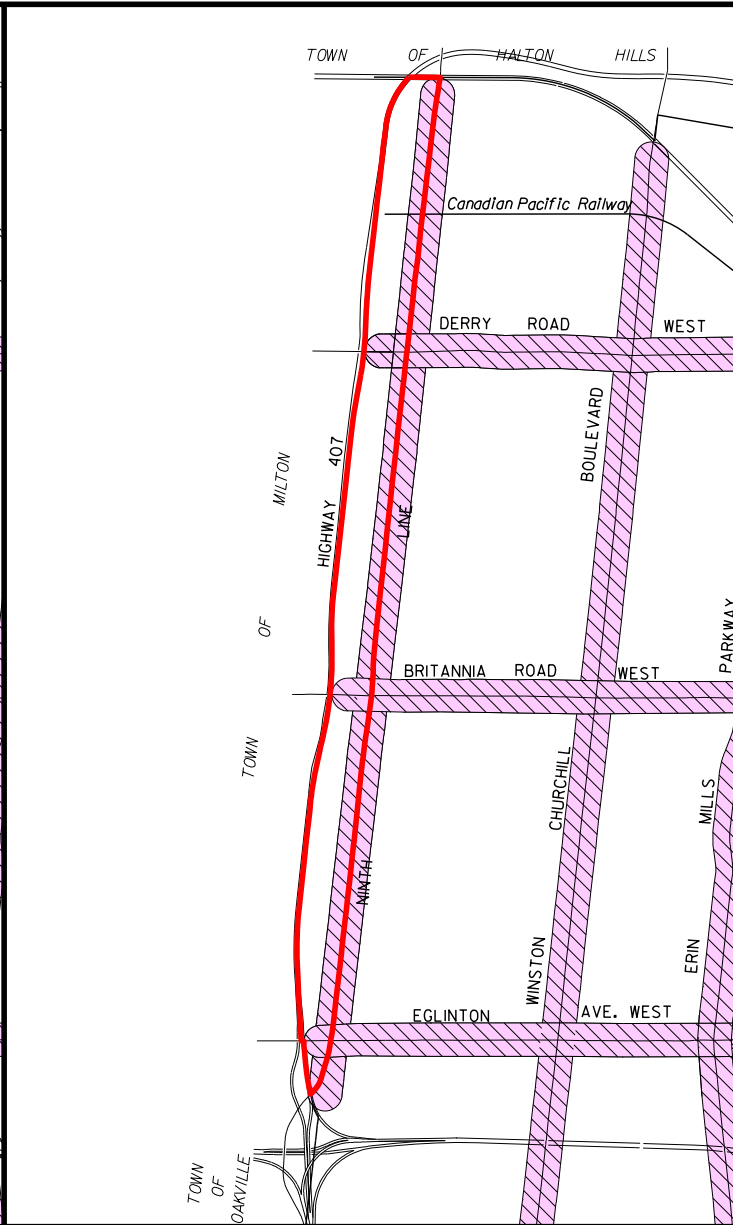 TOWN OF HALTON HILLS
Canadian Pacific Railway
DERRY ROAD WEST
BOULEVARD
407
MILTON
LINE
HIGHWAY
PARKWAY
OF
BRITANNIA ROAD WEST
TOWN
CHURCHILL
MILLS
NINTH
WINSTON
ERIN
EGLINTON AVE. WEST
TOWN
OF
OAKVILLE